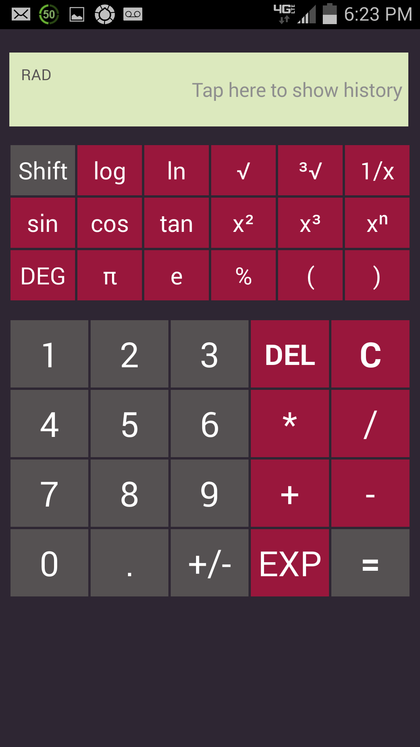 50 4G 6:23 PM
RAD
Tap here to show history
Shift log ln √ ³√ 1/x
sin cos tan x² x³ xⁿ
DEG π e % ( )
1 2 3 DEL C
4 5 6 * /
7 8 9 + -
0 . +/- EXP =